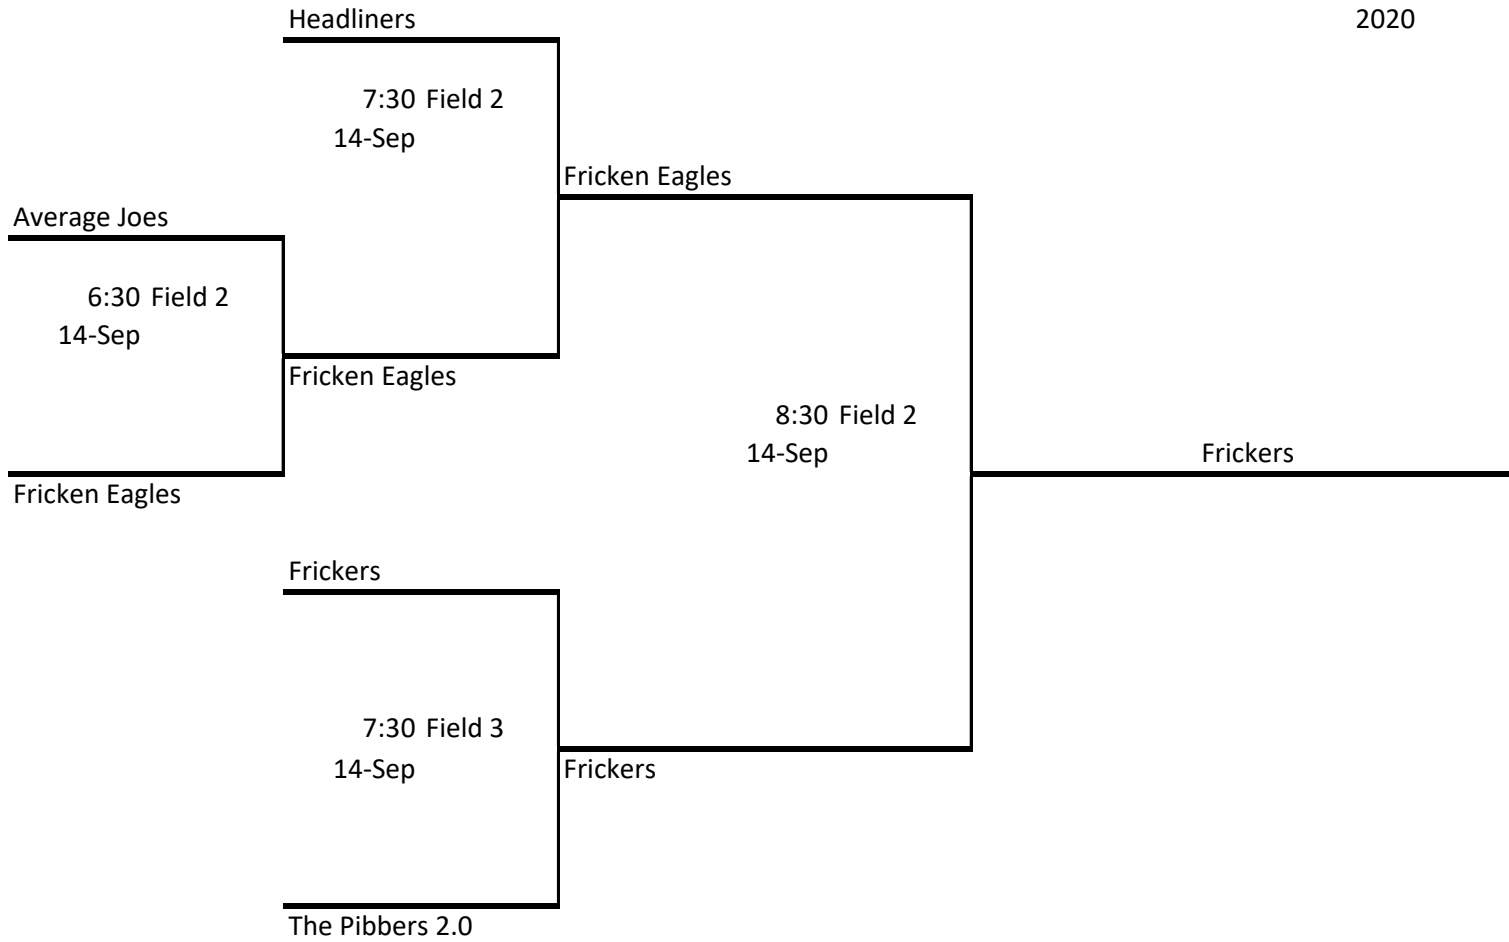 Headliners
2020
7:30 Field 2
14-Sep
Fricken Eagles
Average Joes
6:30 Field 2
14-Sep
Fricken Eagles
8:30 Field 2
14-Sep
Frickers
Fricken Eagles
Frickers
7:30 Field 3
14-Sep
Frickers
The Pibbers 2.0